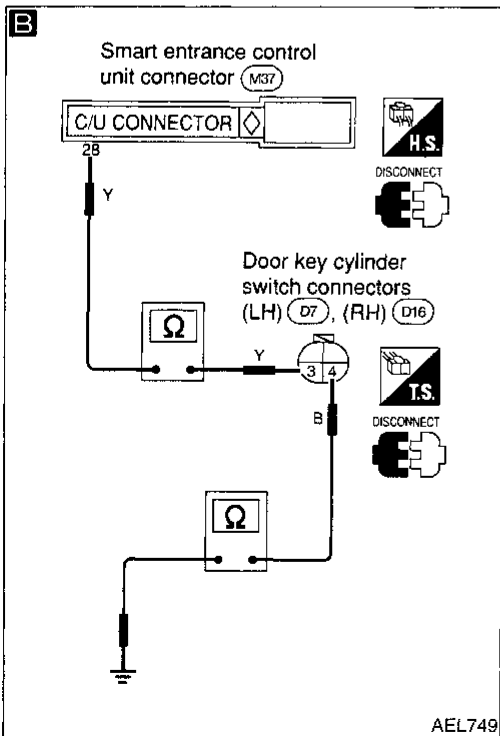 B
Smart entrance control
unit connector M37
C/U CONNECTOR
28
H.S.
DISCONNECT
Y
Door key cylinder
switch connectors
(LH) D7, (RH) D16
Ω
Y
3 4
T.S.
DISCONNECT
B
Ω
AEL749